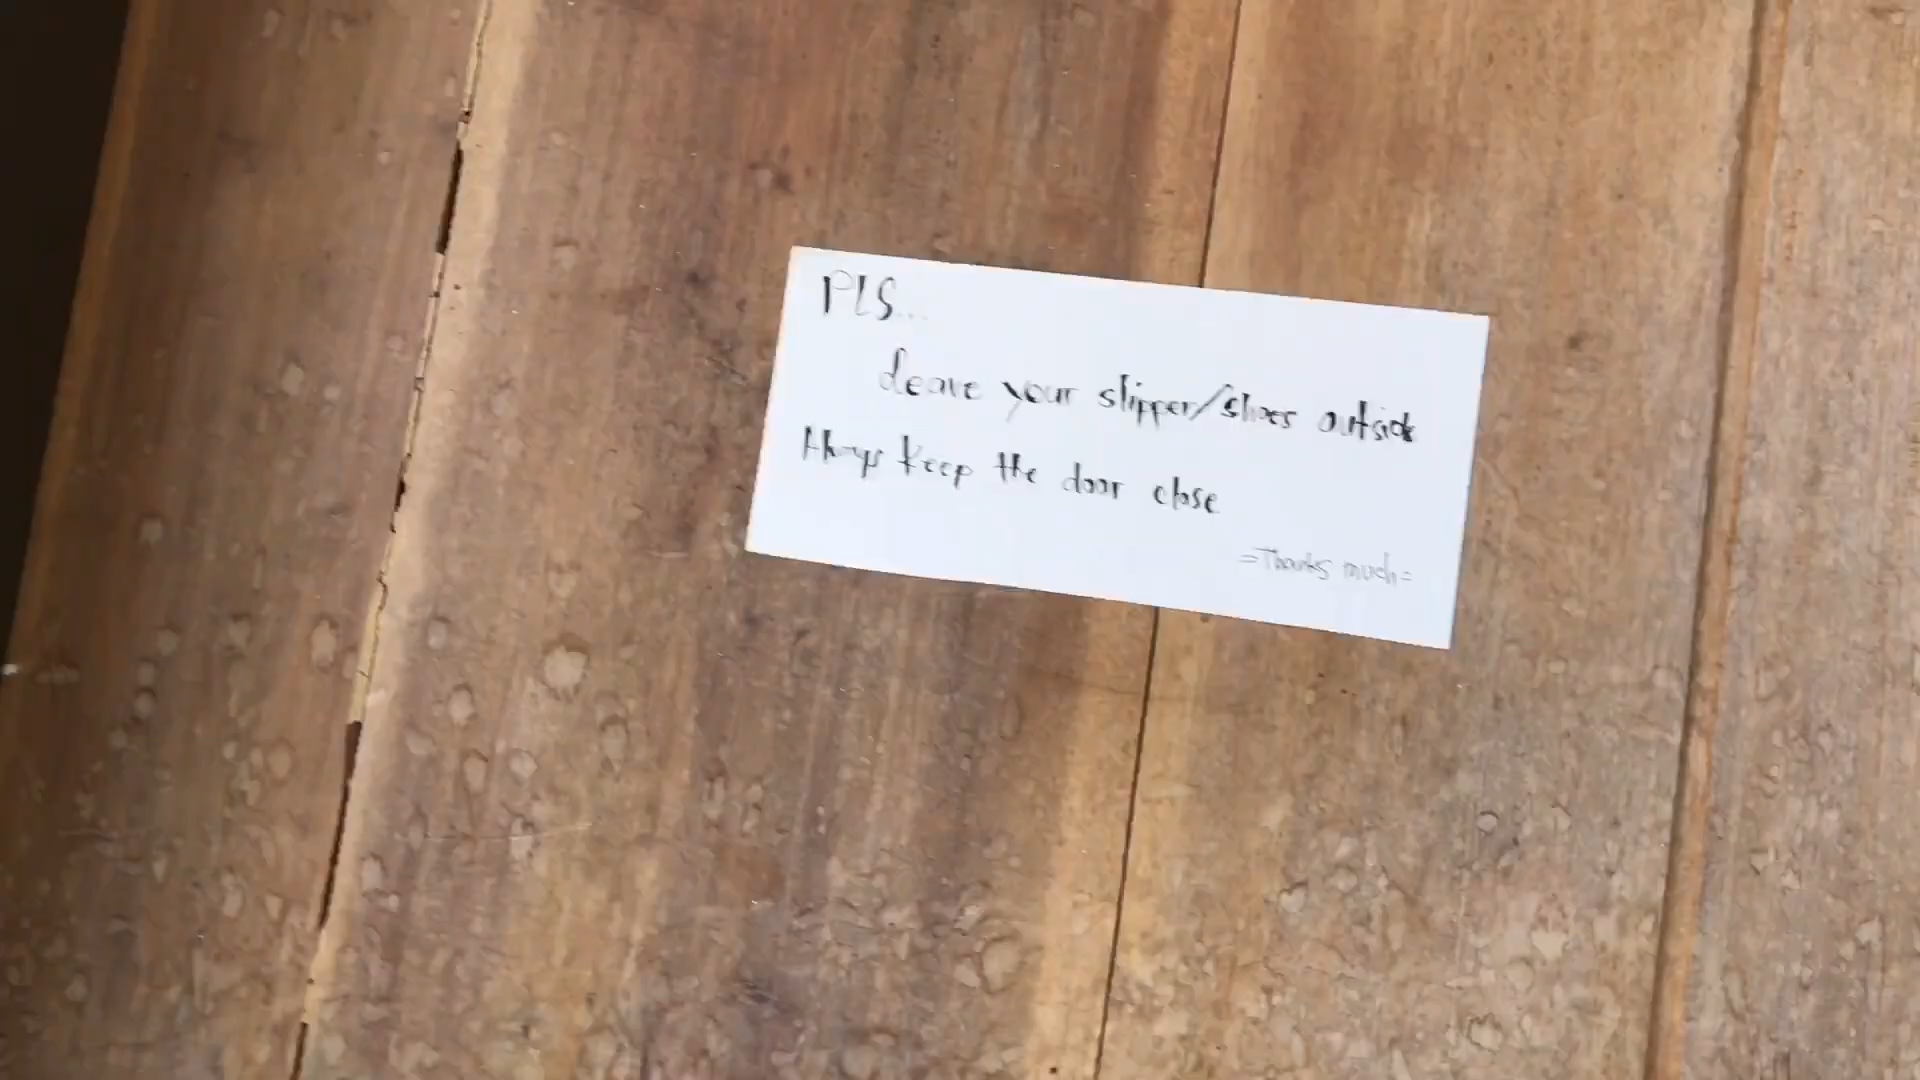 PLS...
Leave your slipper/shoes outside
Always keep the door close
=Thanks much=